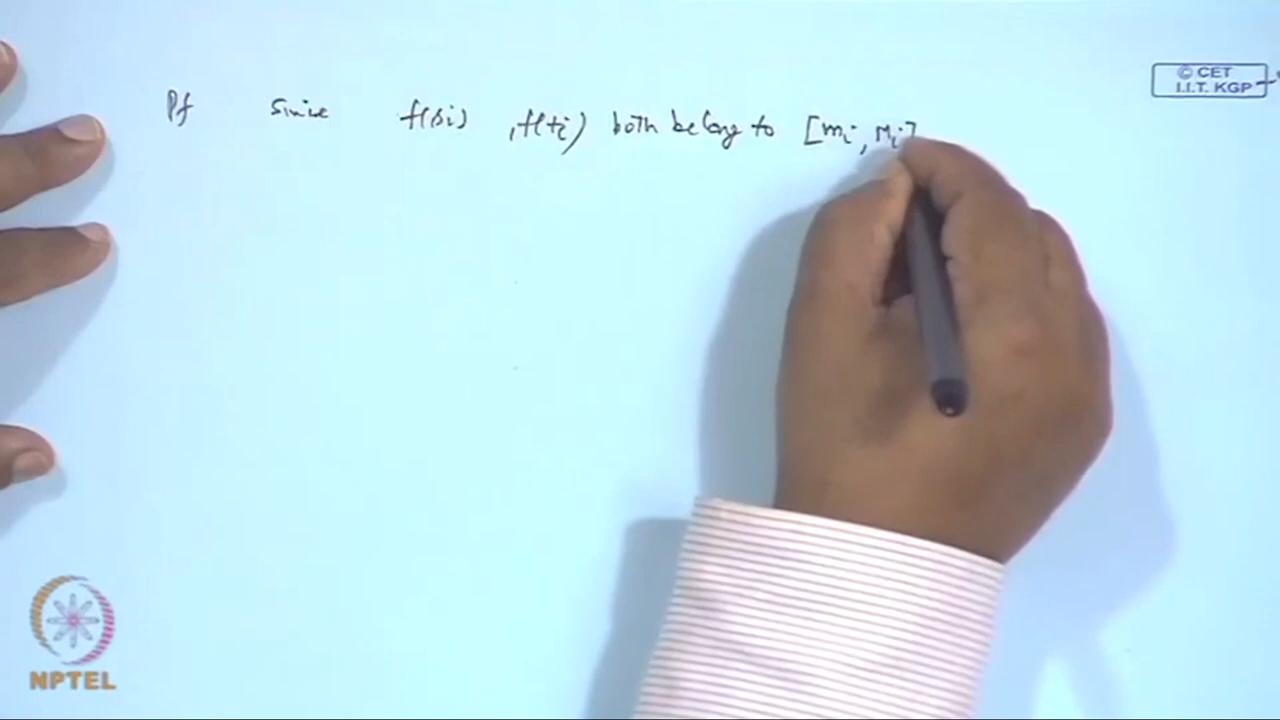 © CET
I.I.T. KGP
Pf since f(si) , f(ti) both belong to [mi, Mi]
NPTEL